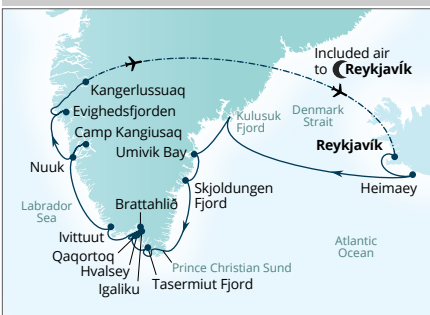 Included air
to Reykjavík
Kangerlussuaq
Evighedsfjorden
Camp Kangiusaq
Kulusuk
Fjord
Denmark
Strait
Umivik Bay
Reykjavík
Nuuk
Skjoldungen
Fjord
Heimaey
Labrador
Sea
Brattahlið
Ivittuut
Qaqortoq
Hvalsey
Igaliku
Prince Christian Sund
Tasermiut Fjord
Atlantic
Ocean